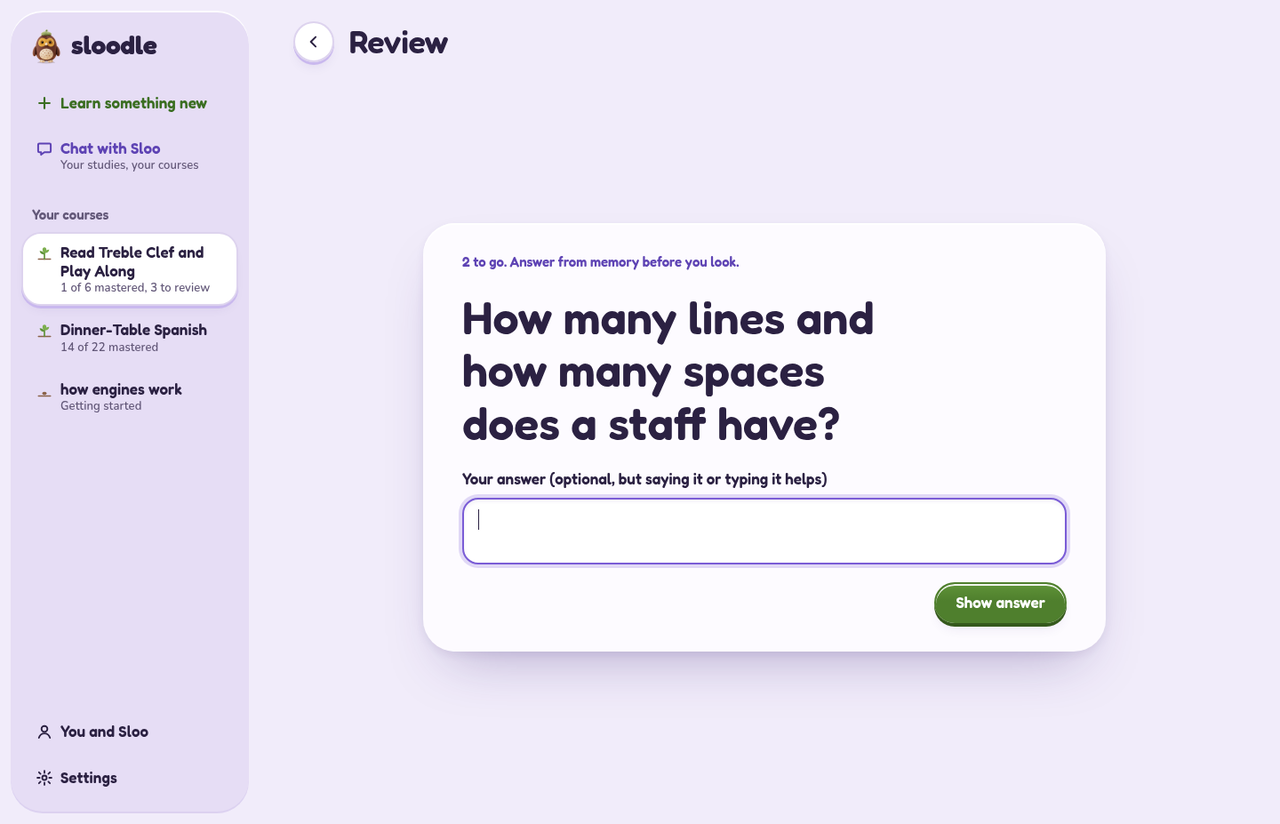 sloodle
Learn something new
Chat with Sloo
Your studies, your courses
Your courses
Read Treble Clef and
Play Along
1 of 6 mastered, 3 to review
Dinner-Table Spanish
14 of 22 mastered
how engines work
Getting started
You and Sloo
Settings
Review
2 to go. Answer from memory before you look.
How many lines and
how many spaces
does a staff have?
Your answer (optional, but saying it or typing it helps)
Show answer